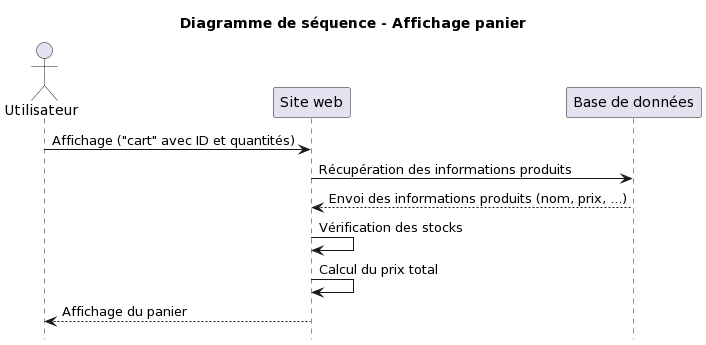 Diagramme de séquence - Affichage panier
Utilisateur
Site web
Base de données
Affichage ("cart" avec ID et quantités)
Récupération des informations produits
Envoi des informations produits (nom, prix, ...)
Vérification des stocks
Calcul du prix total
Affichage du panier